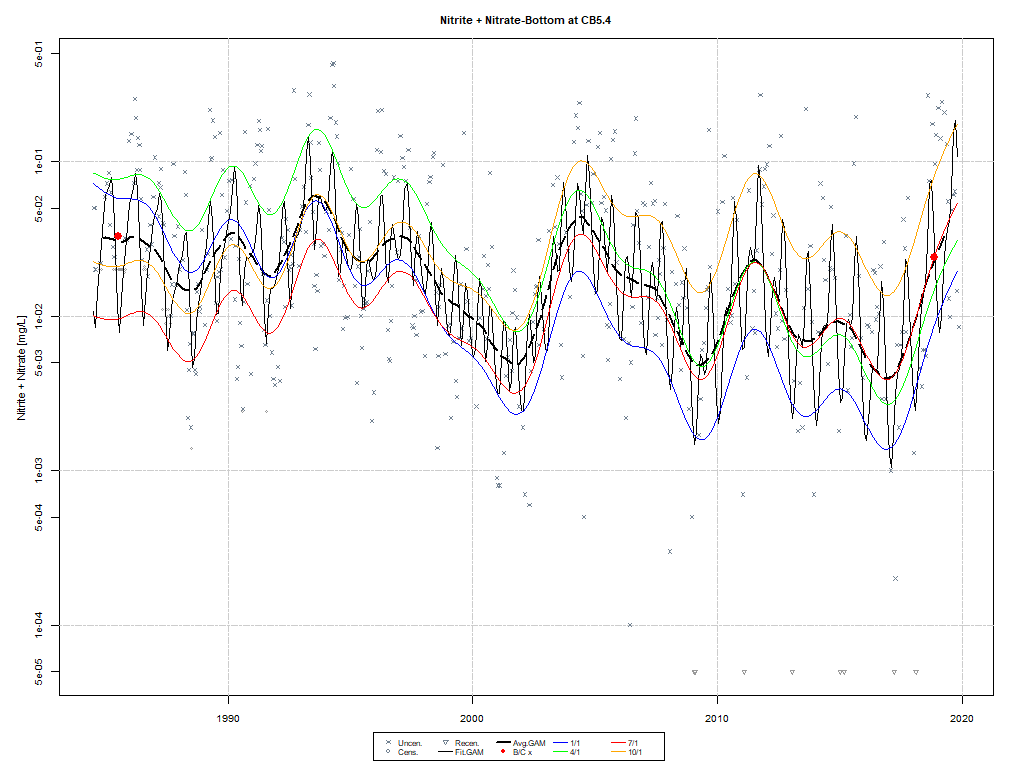 Nitrite + Nitrate-Bottom at CB5.4
Nitrite + Nitrate [mg/L]
5e-01
1e-01
5e-02
1e-02
5e-03
1e-03
5e-04
1e-04
5e-05
1990 2000 2010 2020
Uncen. Recen. Avg.GAM 1/1 7/1
Cens. Fit.GAM B/C x 4/1 10/1